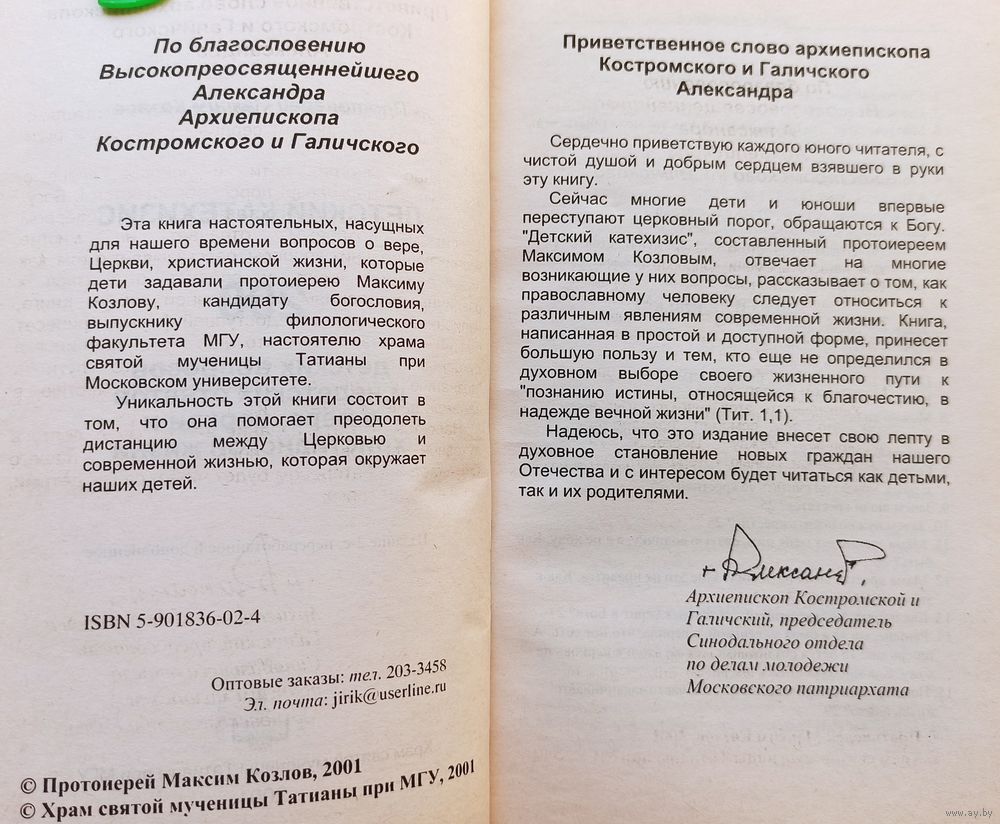 По благословению
Высокопреосвященнейшего
Александра
Архиепископа
Костромского и Галичского
Эта книга настоятельных, насущных
для нашего времени вопросов о вере,
Церкви, христианской жизни, которые
дети задавали протоиерею Максиму
Козлову, кандидату богословия,
выпускнику филологического
факультета МГУ, настоятелю храма
святой мученицы Татианы при
Московском университете.
Уникальность этой книги состоит в
том, что она помогает преодолеть
дистанцию между Церковью и
современной жизнью, которая окружает
наших детей.
ISBN 5-901836-02-4
Оптовые заказы: тел. 203-3458
Эл. почта: jirik@userline.ru
© Протоиерей Максим Козлов, 2001
© Храм святой мученицы Татианы при МГУ, 2001
Приветственное слово архиепископа
Костромского и Галичского
Александра
Сердечно приветствую каждого юного читателя, с
чистой душой и добрым сердцем взявшего в руки
эту книгу.
Сейчас многие дети и юноши впервые
переступают церковный порог, обращаются к Богу.
"Детский катехизис", составленный протоиереем
Максимом Козловым, отвечает на многие
возникающие у них вопросы, рассказывает о том, как
православному человеку следует относиться к
различным явлениям современной жизни. Книга,
написанная в простой и доступной форме, принесет
большую пользу и тем, кто еще не определился в
духовном выборе своего жизненного пути к
"познанию истины, относящейся к благочестию, в
надежде вечной жизни" (Тит. 1,1).
Надеюсь, что это издание внесет свою лепту в
духовное становление новых граждан нашего
Отечества и с интересом будет читаться как детьми,
так и их родителями.
Архиепископ Костромской и
Галичский, председатель
Синодального отдела
по делам молодежи
Московского патриархата
www.ay.by